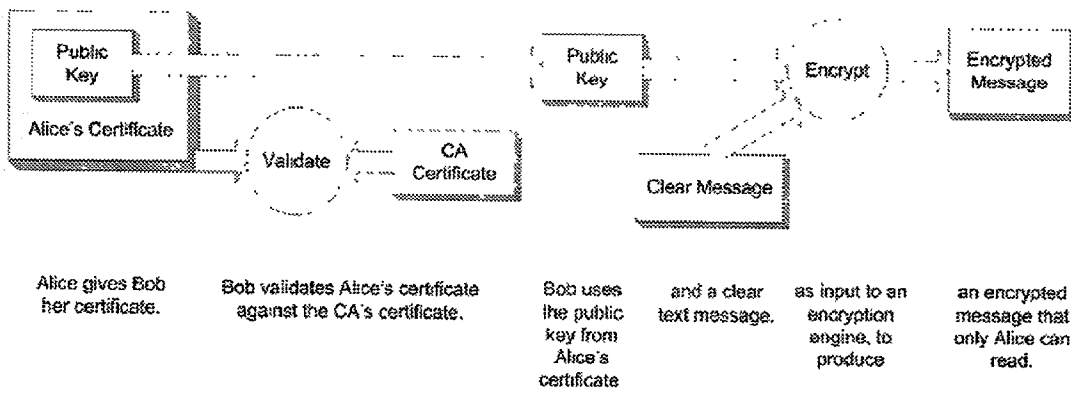 Public
Key
Alice's Certificate
Validate
CA
Certificate
Public
Key
Clear Message
Encrypt
Encrypted
Message
Alice gives Bob
her certificate.
Bob validates Alice's certificate
against the CA's certificate.
Bob uses
the public
key from
Alice's
certificate
and a clear
text message.
as input to an
encryption
engine, to
produce
an encrypted
message that
only Alice can
read.